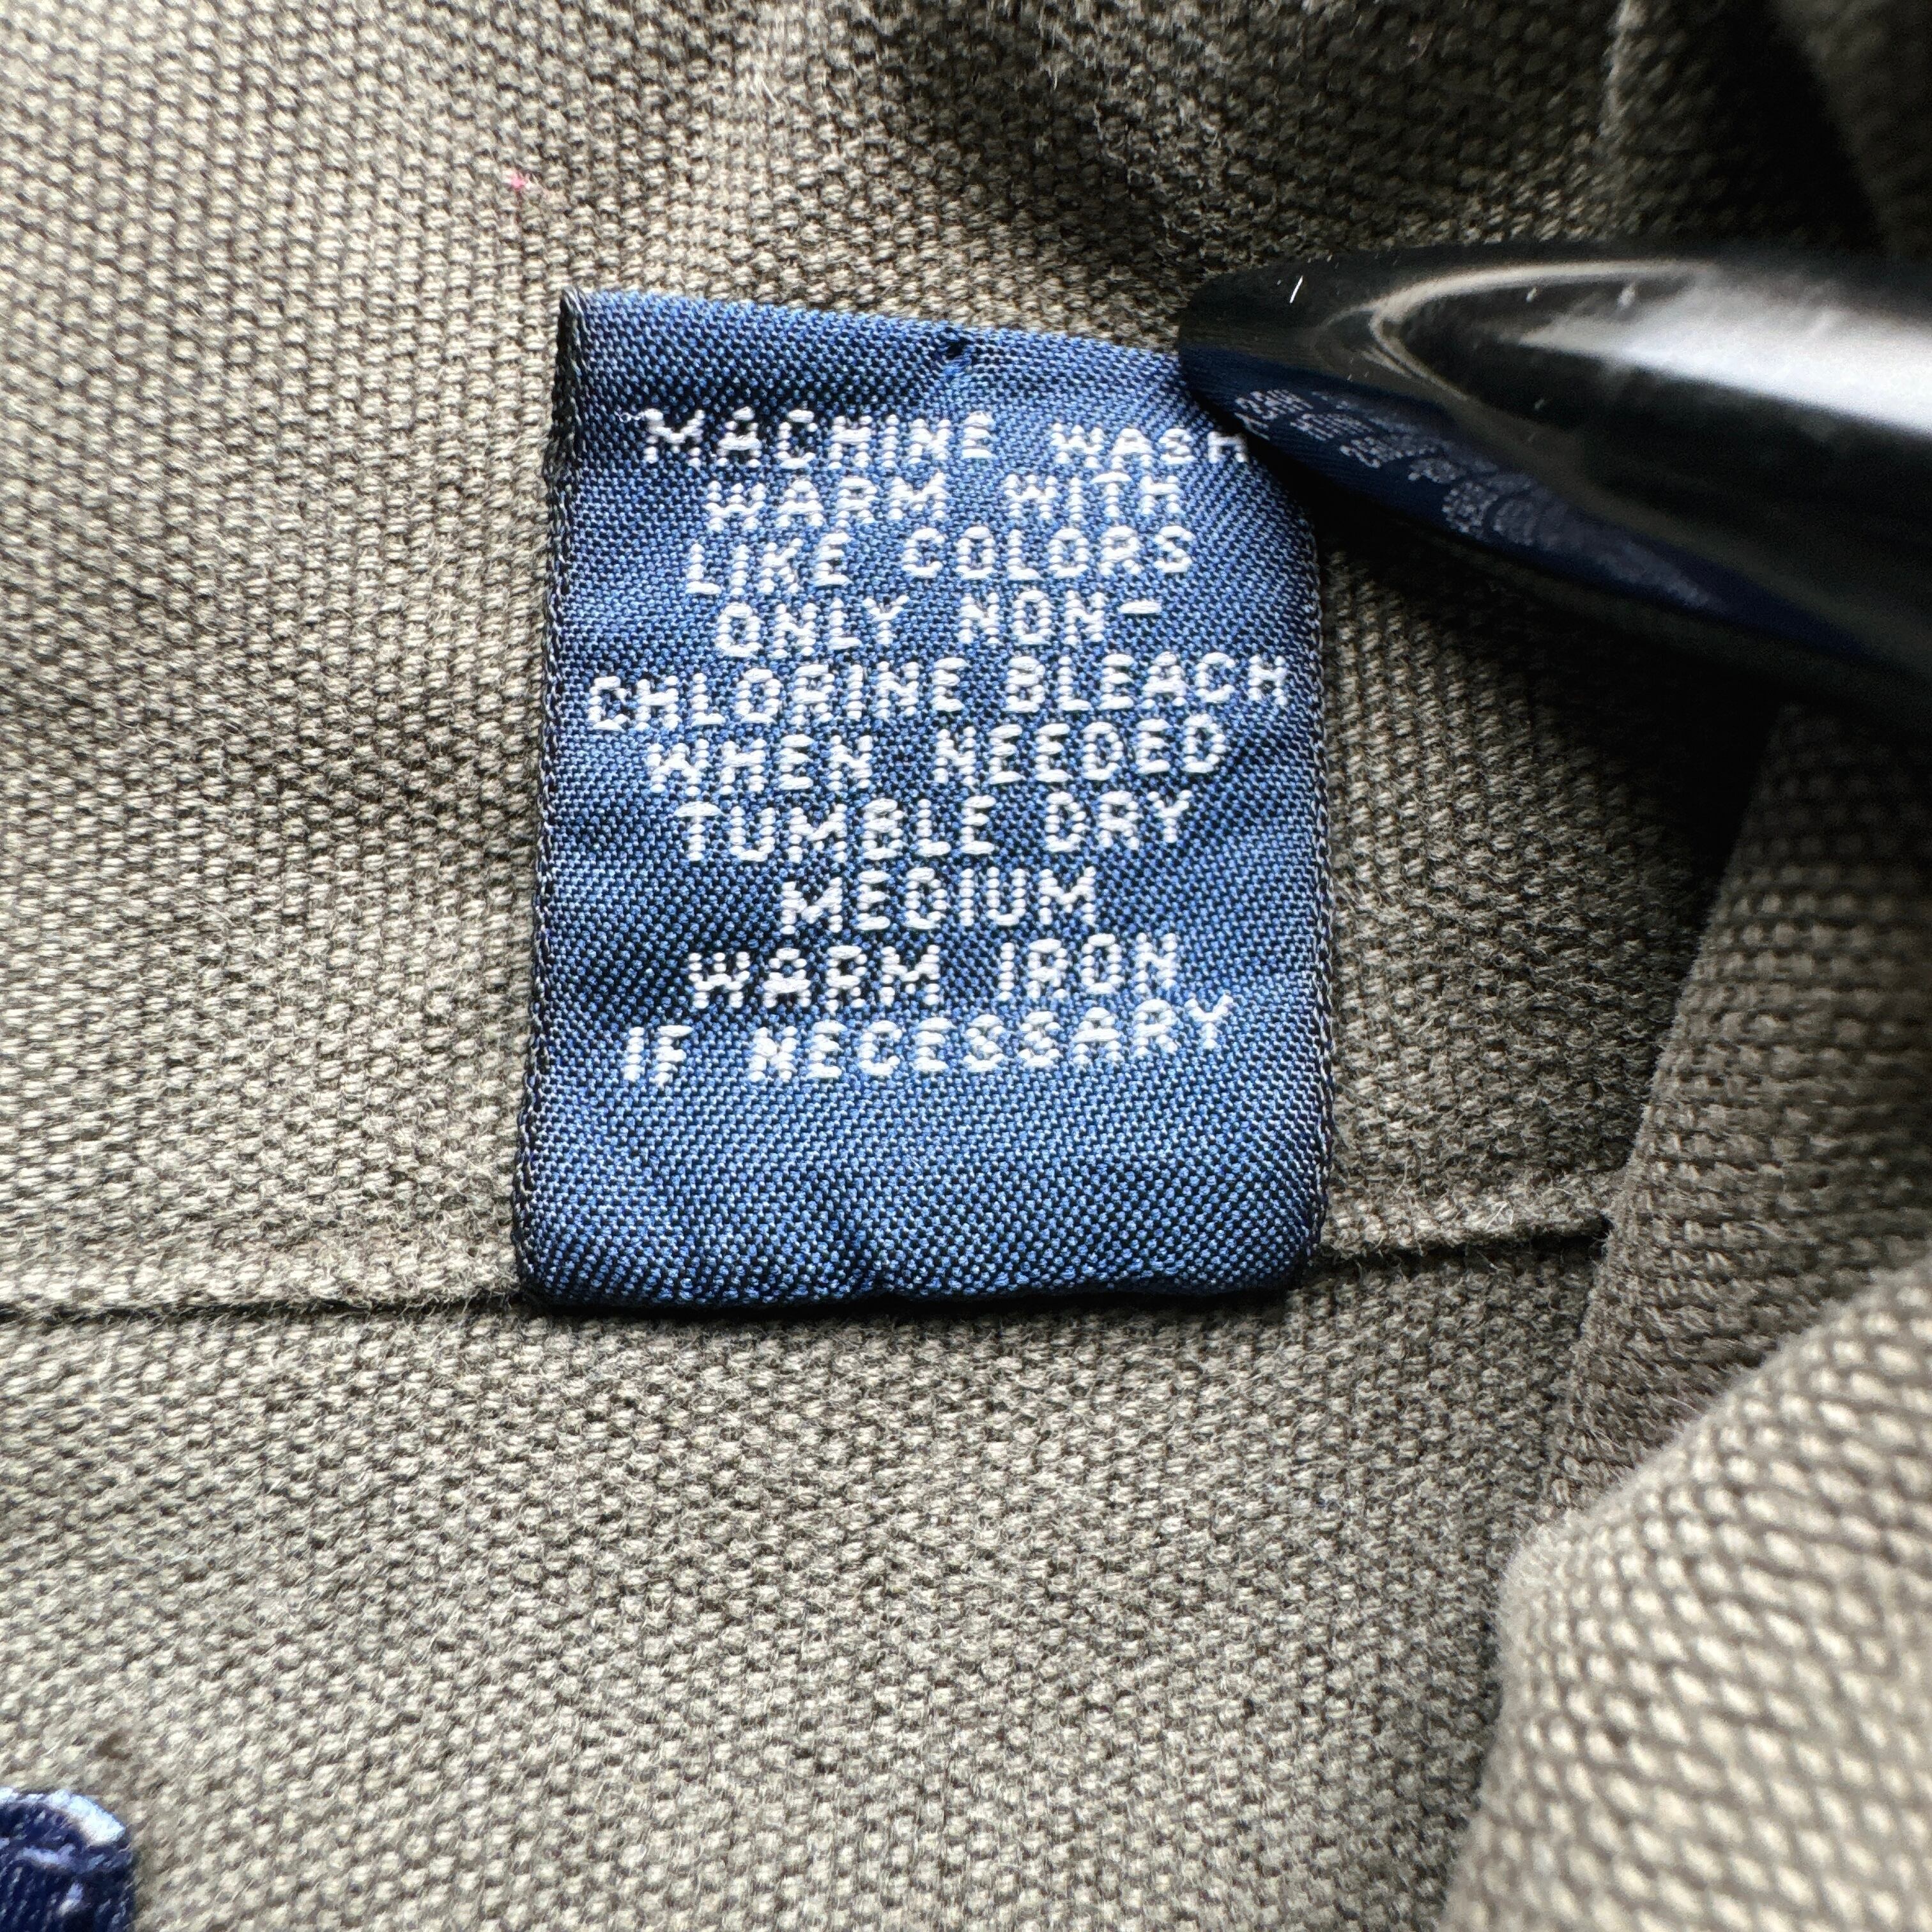 MACHINE WASH
WARM WITH
LIKE COLORS
ONLY NON-
CHLORINE BLEACH
WHEN NEEDED
TUMBLE DRY
MEDIUM
WARM IRON
IF NECESSARY